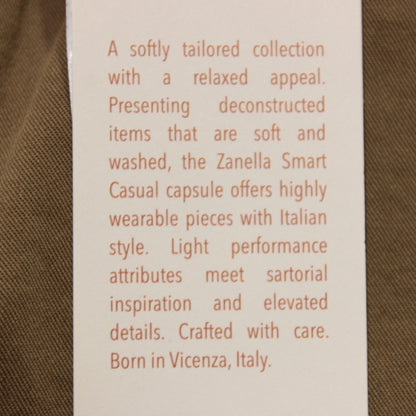 A softly tailored collection
with a relaxed appeal.
Presenting deconstructed
items that are soft and
washed, the Zanella Smart
Casual capsule offers highly
wearable pieces with Italian
style. Light performance
attributes meet sartorial
inspiration and elevated
details. Crafted with care.
Born in Vicenza, Italy.